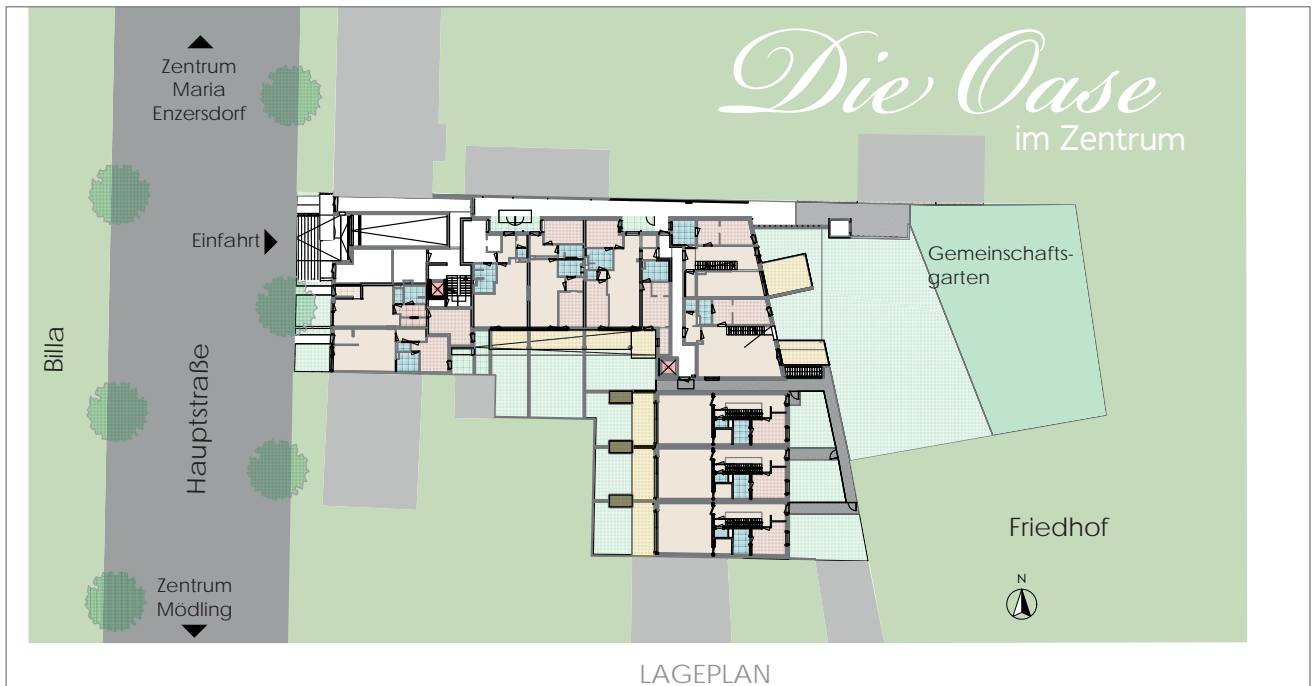 Die Oase
im Zentrum
Zentrum
Maria
Enzersdorf
Einfahrt
Gemeinschafts-
garten
Billa
Hauptstraße
Friedhof
N
Zentrum
Mödling
LAGEPLAN